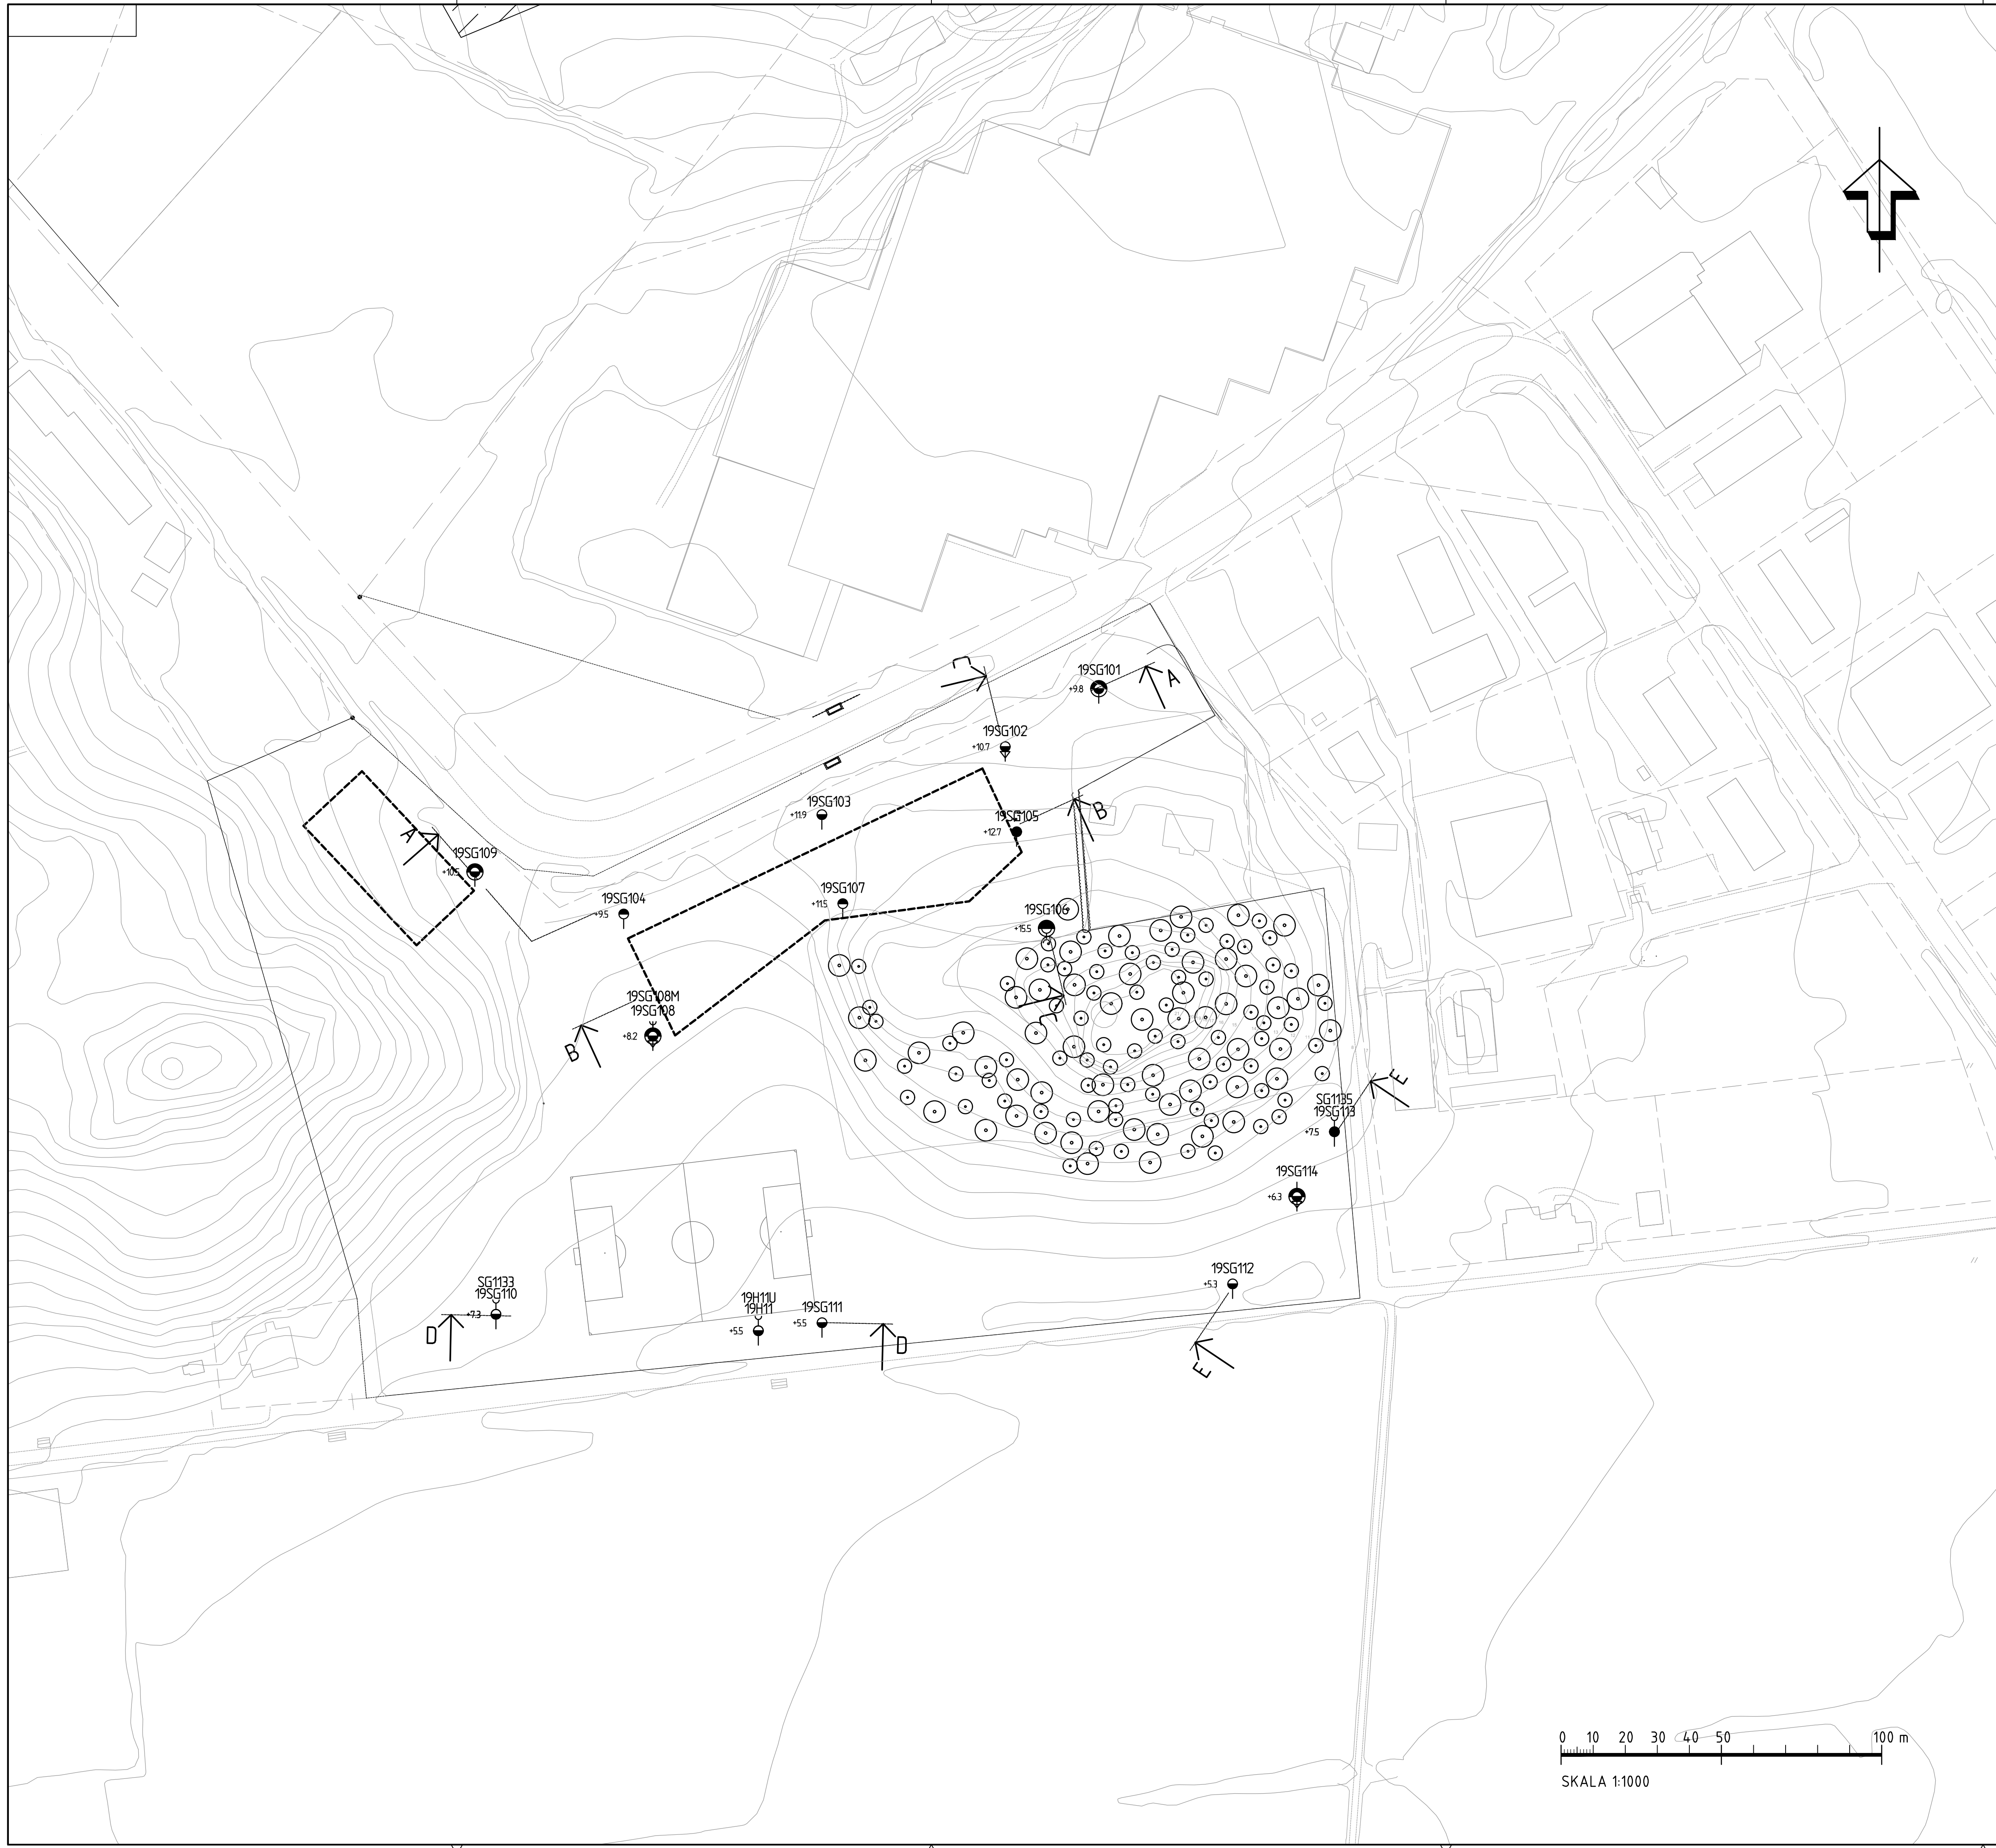 19SG101
+9.8
A
C
19SG102
+10.7
19SG103
+11.9
B
19SG105
+12.7
A
19SG109
+10.5
19SG104
+9.5
19SG107
+11.5
19SG106
+15.5
19SG108M
19SG108
+8.2
B
C
E
SG1135
19SG113
+7.5
19SG114
+6.3
19SG112
+5.3
SG1133
19SG110
+7.3
19H11U
19H11
+5.5
19SG111
+5.5
D
D
E
0 10 20 30 40 50 100 m
SKALA 1:1000